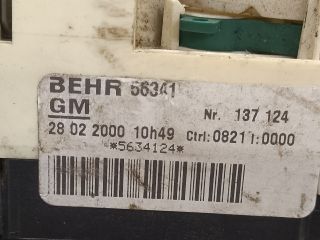 BEHR 56341
GM
Nr. 137 124
28 02 2000 10h49 Ctrl:08211:0000
*5634124*